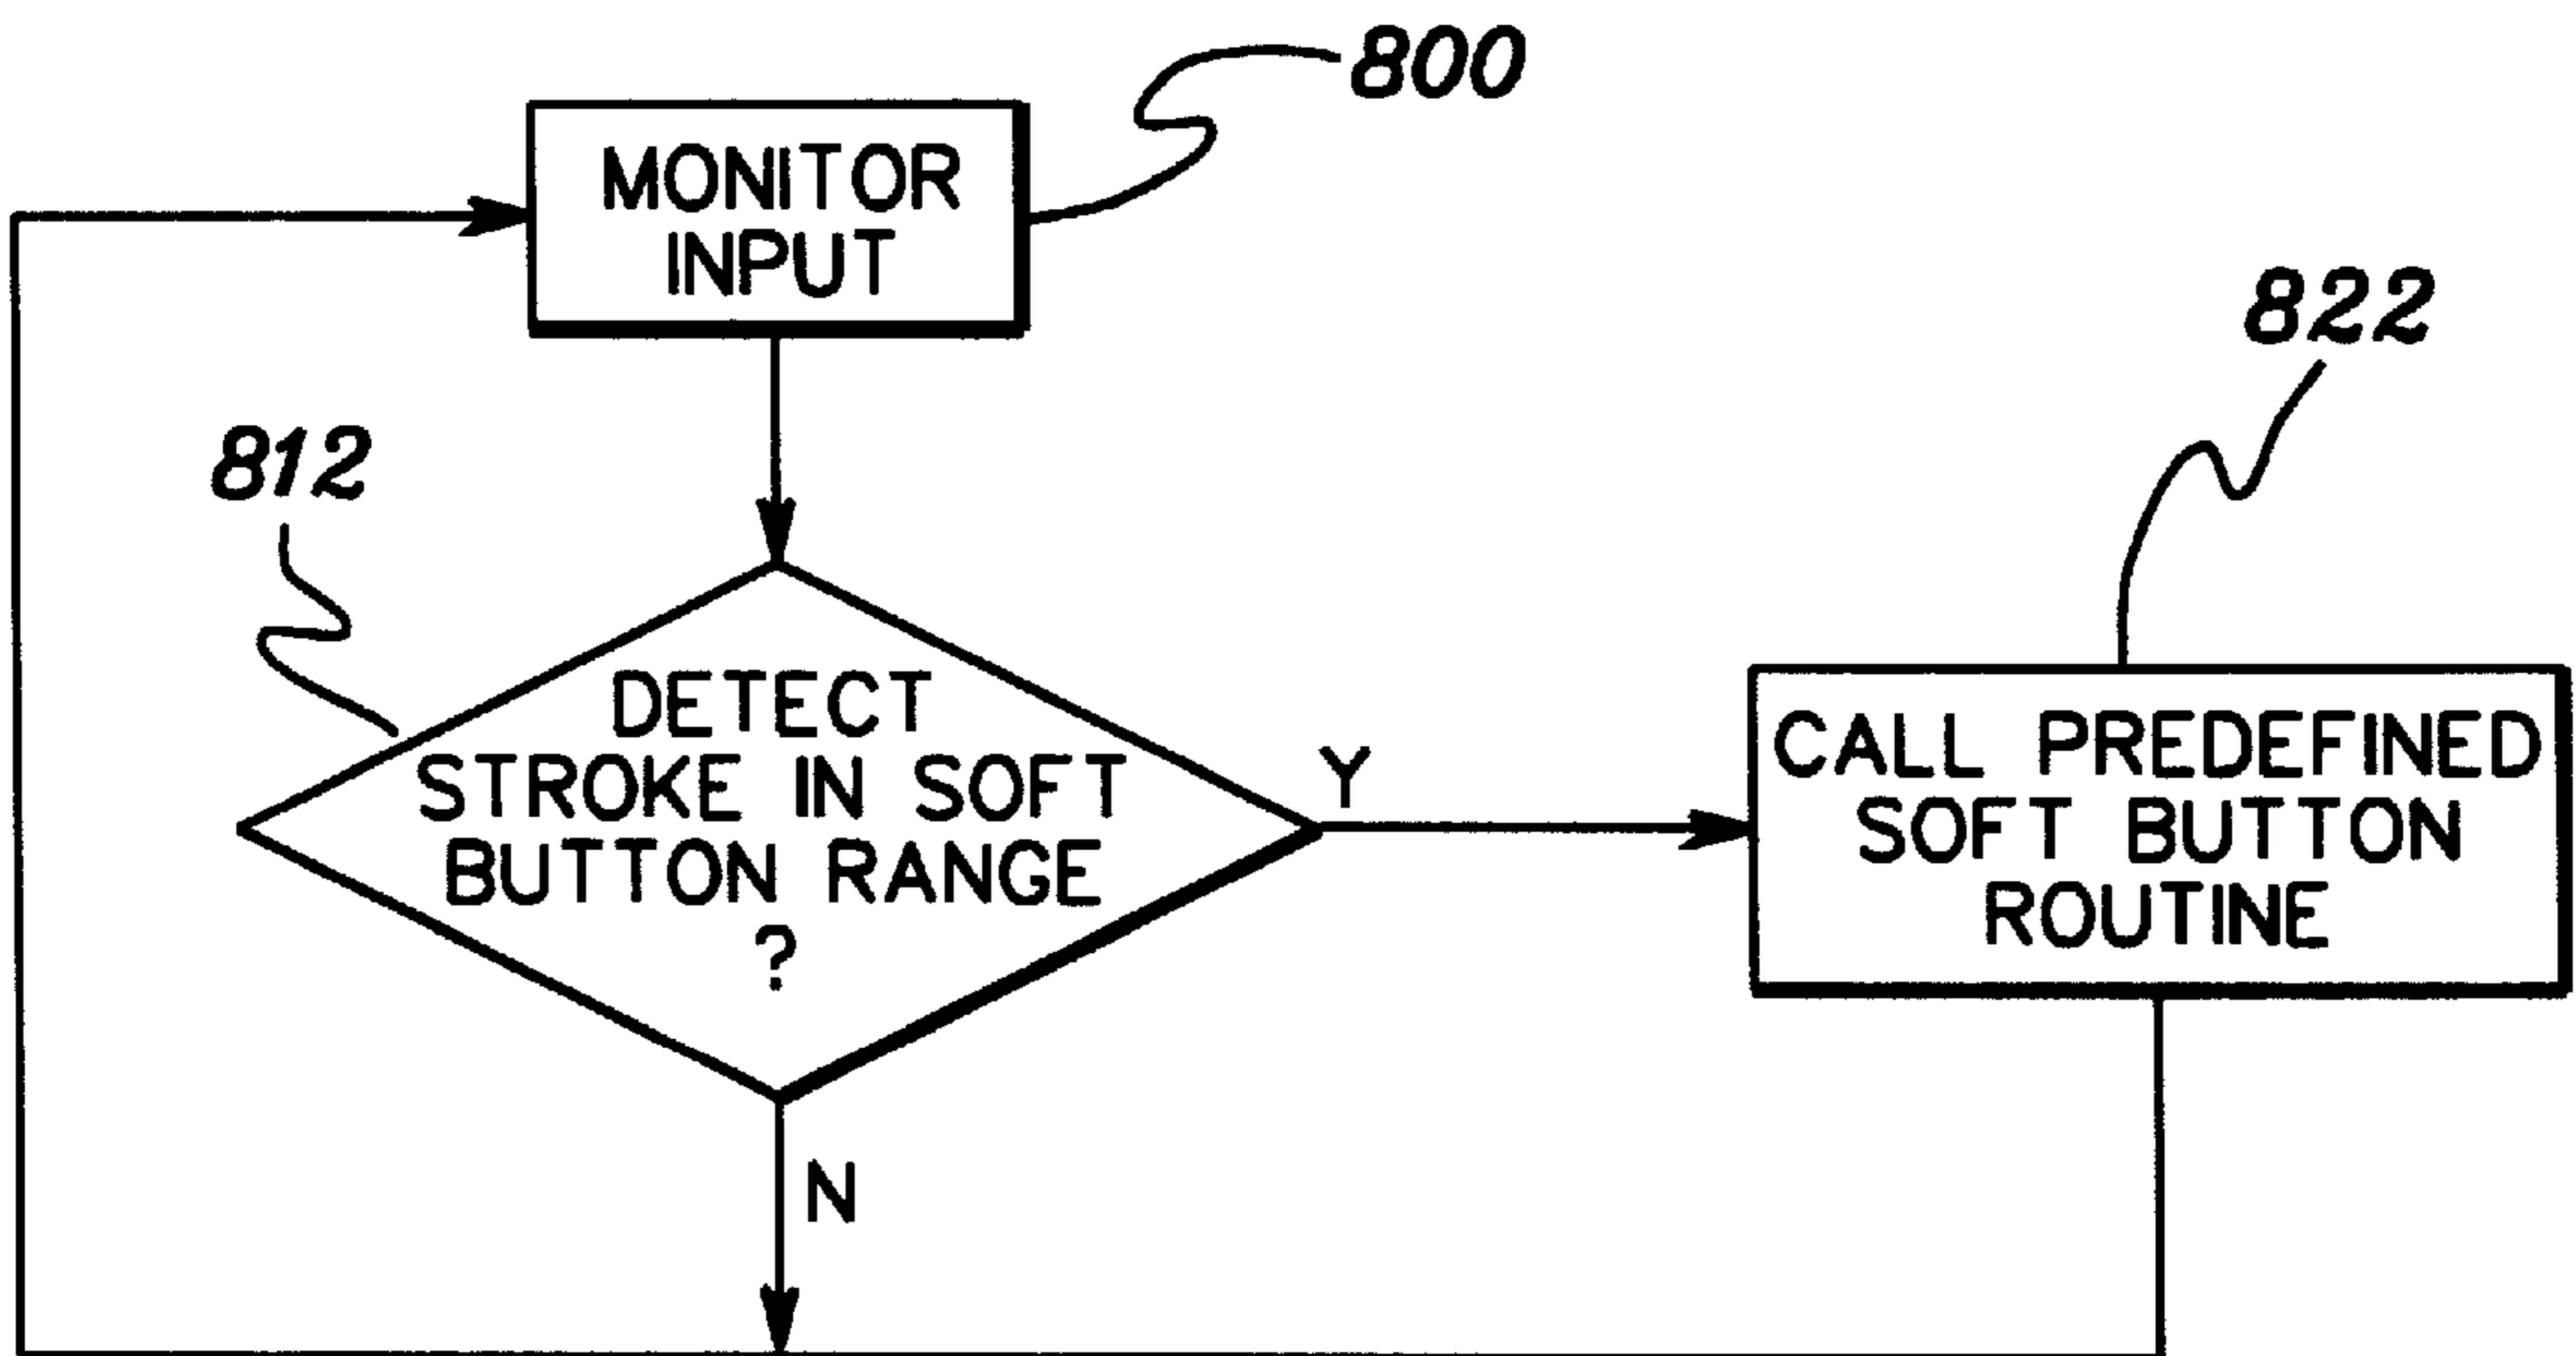 800
MONITOR
INPUT
822
812
DETECT
STROKE IN SOFT
BUTTON RANGE
?
Y
CALL PREDEFINED
SOFT BUTTON
ROUTINE
N